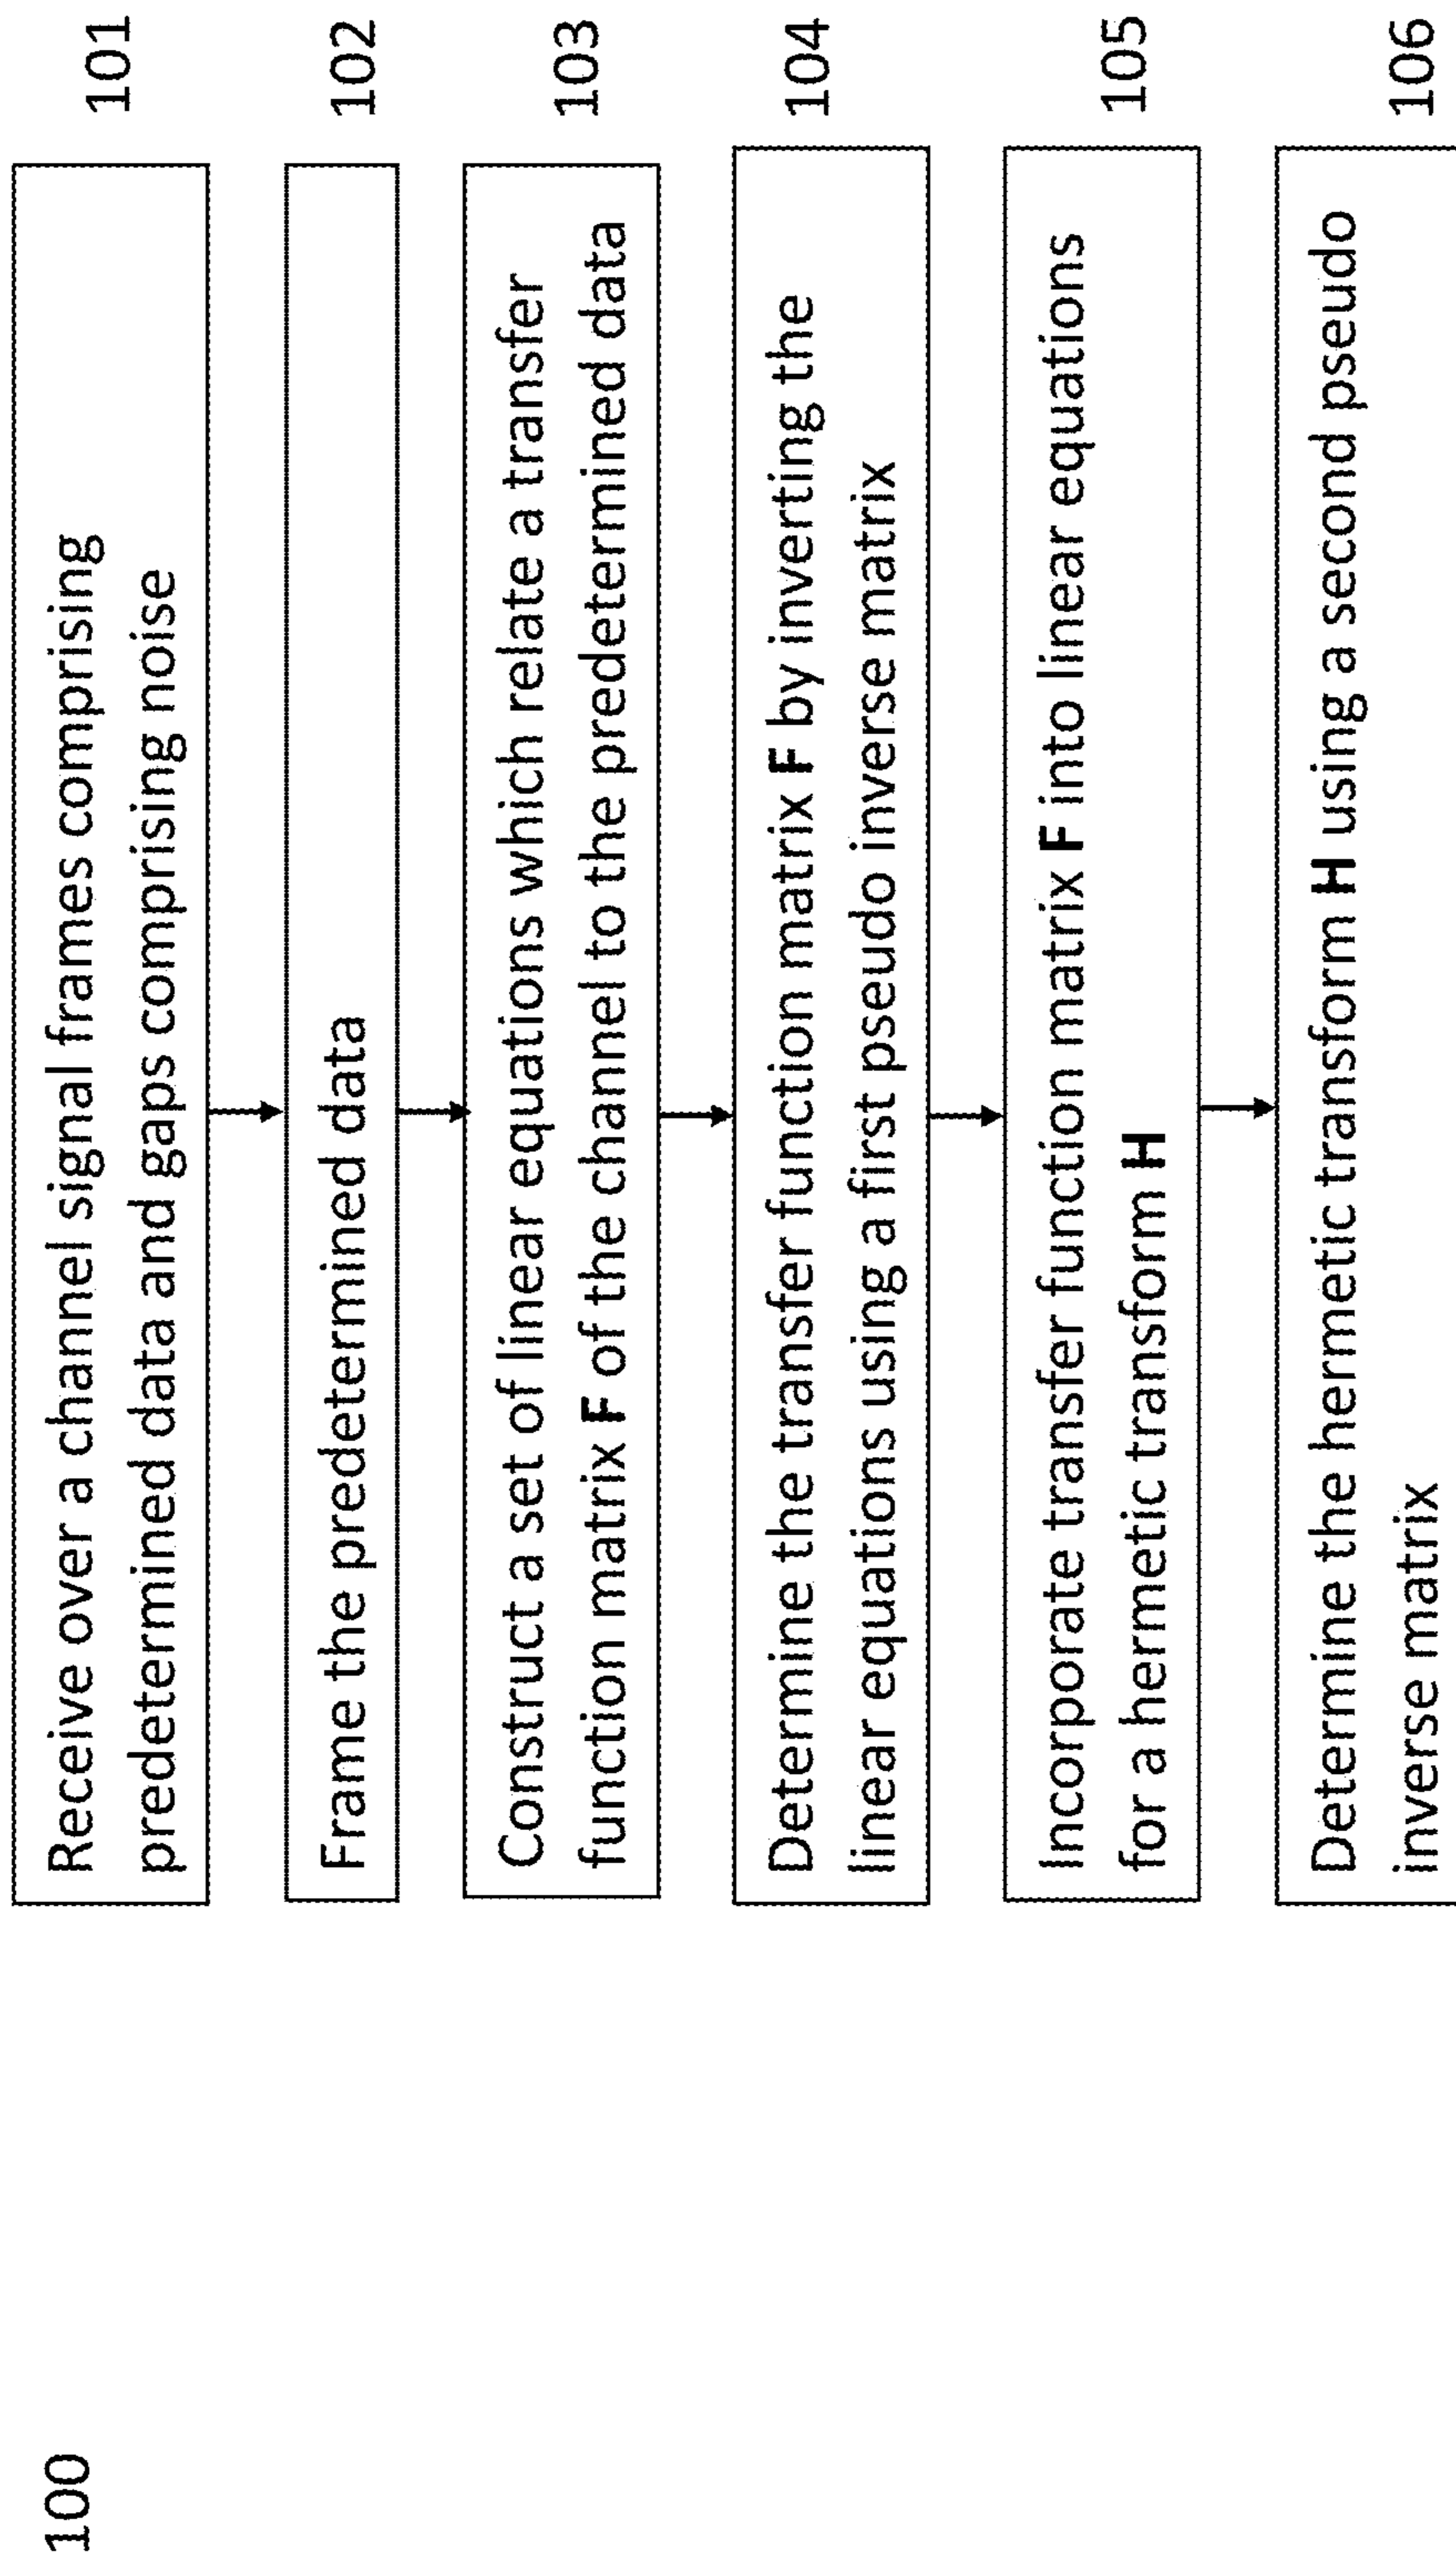 100
Receive over a channel signal frames comprising
predetermined data and gaps comprising noise
101
Frame the predetermined data
102
Construct a set of linear equations which relate a transfer
function matrix F of the channel to the predetermined data
103
Determine the transfer function matrix F by inverting the
linear equations using a first pseudo inverse matrix
104
Incorporate transfer function matrix F into linear equations
for a hermetic transform H
105
Determine the hermetic transform H using a second pseudo
inverse matrix
106